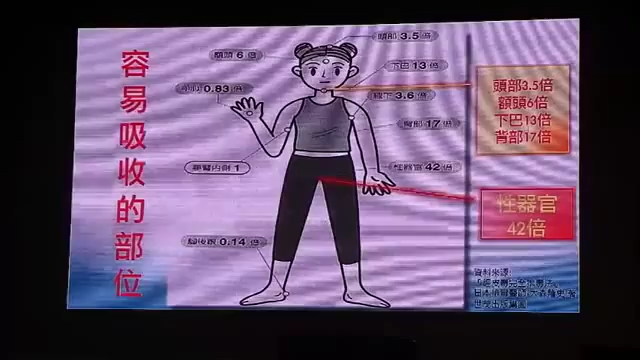 容易吸收的部位
頭部 3.5 倍
額頭 6 倍
下巴 13 倍
手心 0.83 倍
腋下 3.6 倍
背部 17 倍
前臂內側 1
性器官 42 倍
腳後跟 0.14 倍
頭部3.5倍
額頭6倍
下巴13倍
背部17倍
性器官
42倍
資料來源: